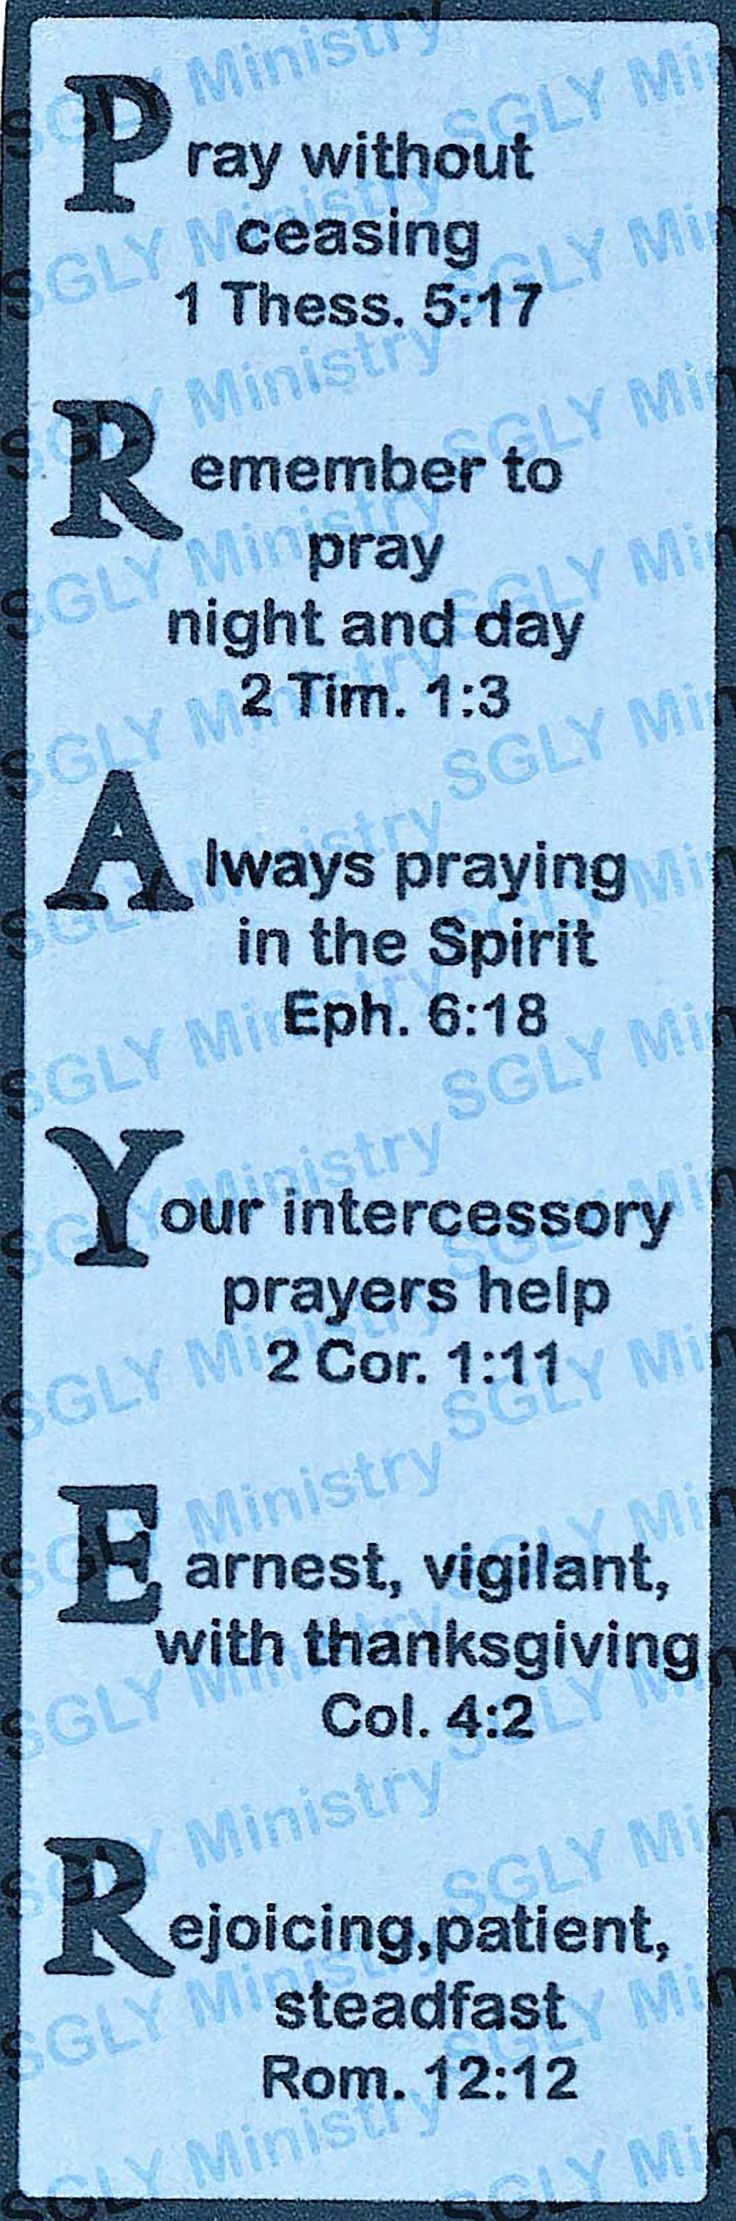 Pray without
ceasing
1 Thess. 5:17
Remember to
pray
night and day
2 Tim. 1:3
Always praying
in the Spirit
Eph. 6:18
Your intercessory
prayers help
2 Cor. 1:11
Earnest, vigilant,
with thanksgiving
Col. 4:2
Rejoicing,patient,
steadfast
Rom. 12:12
SGLY Ministry